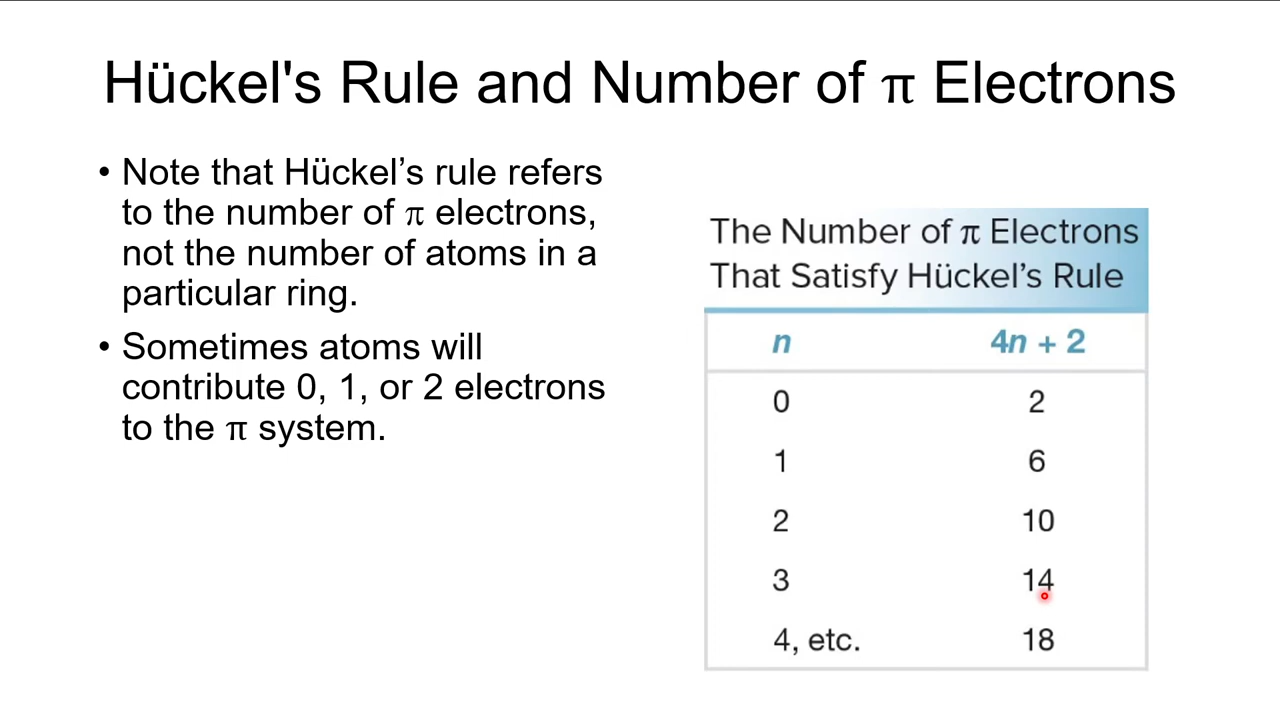 Hückel's Rule and Number of π Electrons
• Note that Hückel’s rule refers
to the number of π electrons,
not the number of atoms in a
particular ring.
• Sometimes atoms will
contribute 0, 1, or 2 electrons
to the π system.
The Number of π Electrons
That Satisfy Hückel’s Rule
n 4n + 2
0 2
1 6
2 10
3 14
4, etc. 18